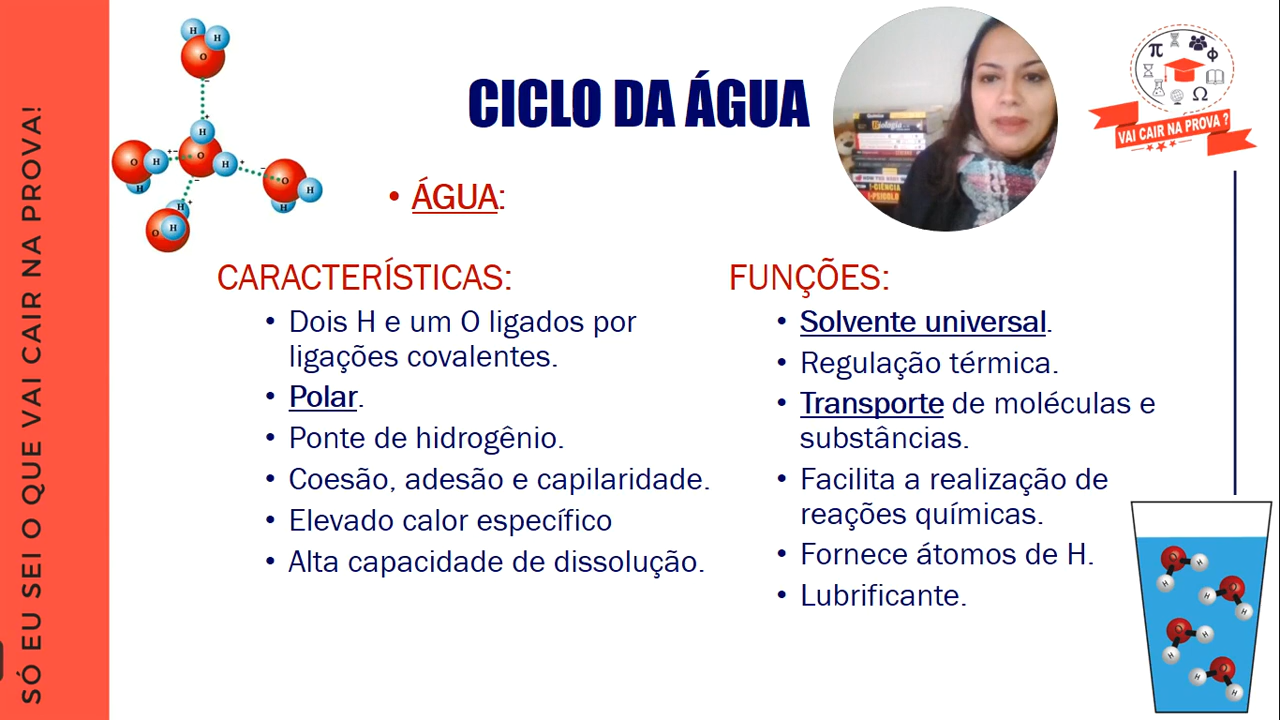 SÓ EU SEI O QUE VAI CAIR NA PROVA!
CICLO DA ÁGUA
VAI CAIR NA PROVA ?
• ÁGUA:
CARACTERÍSTICAS:
• Dois H e um O ligados por
ligações covalentes.
• Polar.
• Ponte de hidrogênio.
• Coesão, adesão e capilaridade.
• Elevado calor específico
• Alta capacidade de dissolução.
FUNÇÕES:
• Solvente universal.
• Regulação térmica.
• Transporte de moléculas e
substâncias.
• Facilita a realização de
reações químicas.
• Fornece átomos de H.
• Lubrificante.